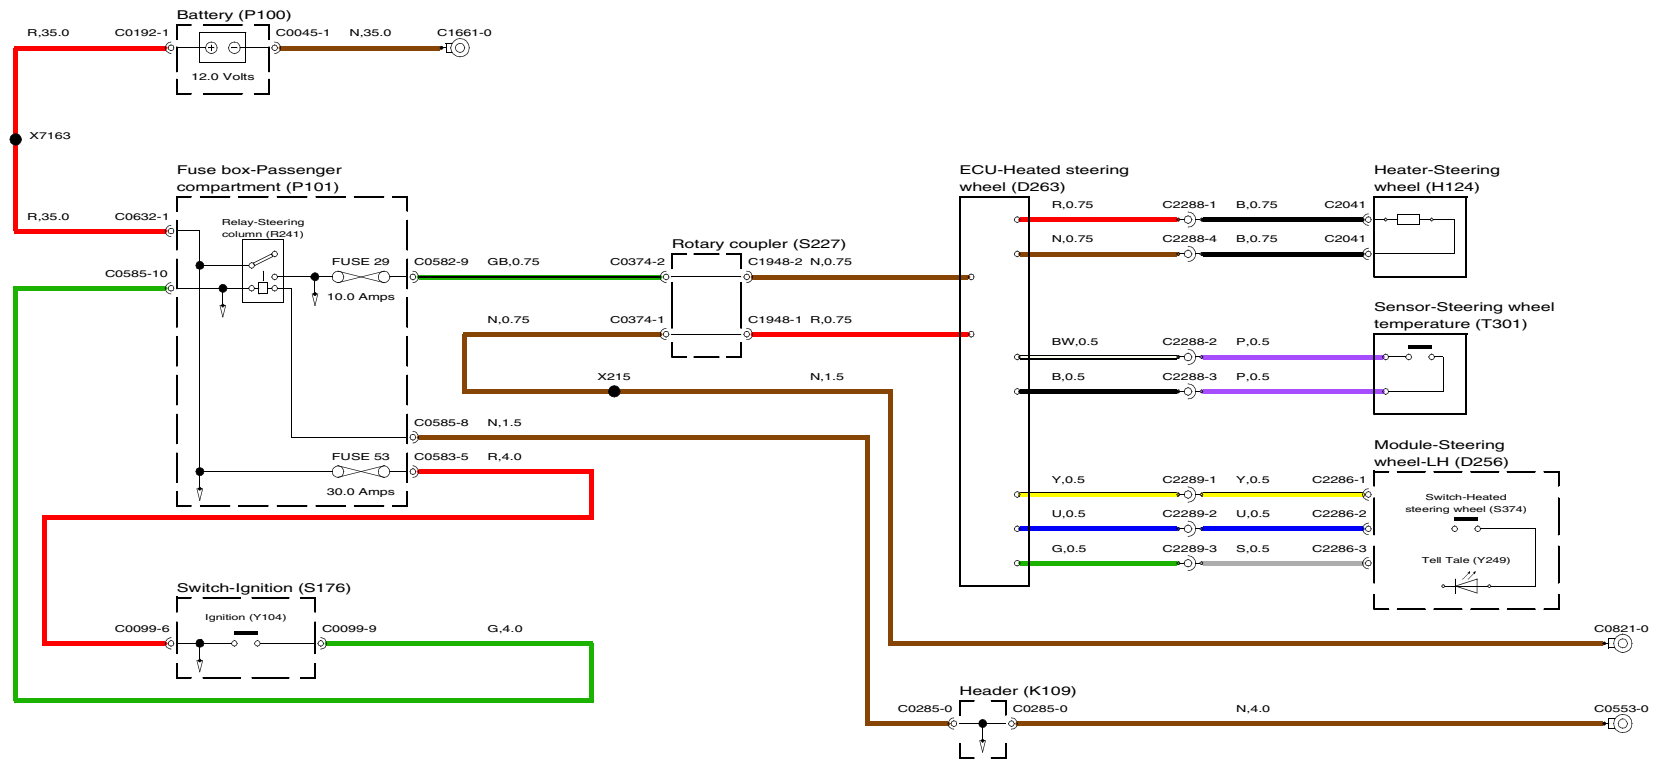 Battery (P100)
R,35.0 C0192-1 C0045-1 N,35.0 C1661-0
12.0 Volts
X7163
Fuse box-Passenger
compartment (P101)
R,35.0 C0632-1
Relay-Steering
column (R241)
C0585-10
FUSE 29
10.0 Amps
C0582-9 GB,0.75 C0374-2
Rotary coupler (S227)
C1948-2 N,0.75
N,0.75 C0374-1 C1948-1 R,0.75
X215 N,1.5
C0585-8 N,1.5
FUSE 53
30.0 Amps
C0583-5 R,4.0
ECU-Heated steering
wheel (D263)
R,0.75 C2288-1 B,0.75 C2041
N,0.75 C2288-4 B,0.75 C2041
Heater-Steering
wheel (H124)
Sensor-Steering wheel
temperature (T301)
BW,0.5 C2288-2 P,0.5
B,0.5 C2288-3 P,0.5
Module-Steering
wheel-LH (D256)
Y,0.5 C2289-1 Y,0.5 C2286-1
U,0.5 C2289-2 U,0.5 C2286-2
G,0.5 C2289-3 S,0.5 C2286-3
Switch-Heated
steering wheel (S374)
Tell Tale (Y249)
Switch-Ignition (S176)
Ignition (Y104)
C0099-6 C0099-9 G,4.0
C0821-0
Header (K109)
C0285-0 C0285-0 N,4.0 C0553-0